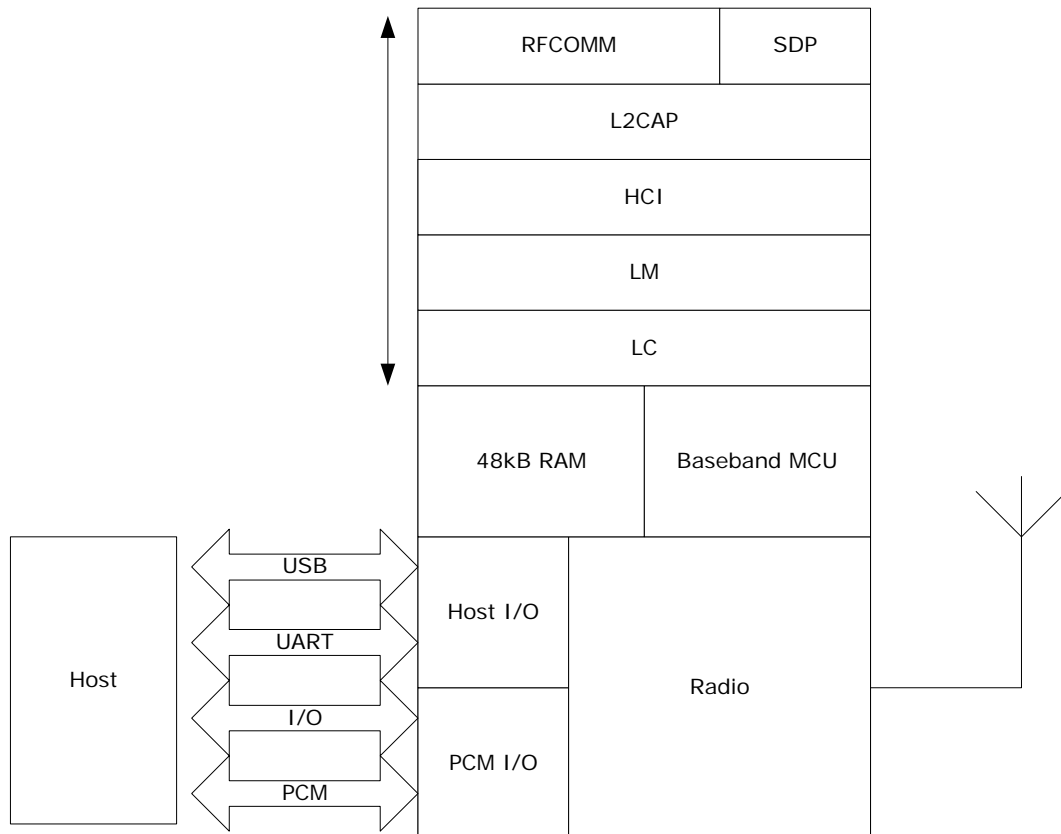 RFCOMM
SDP
L2CAP
HCI
LM
LC
48kB RAM
Baseband MCU
USB
Host I/O
UART
Host
Radio
I/O
PCM I/O
PCM